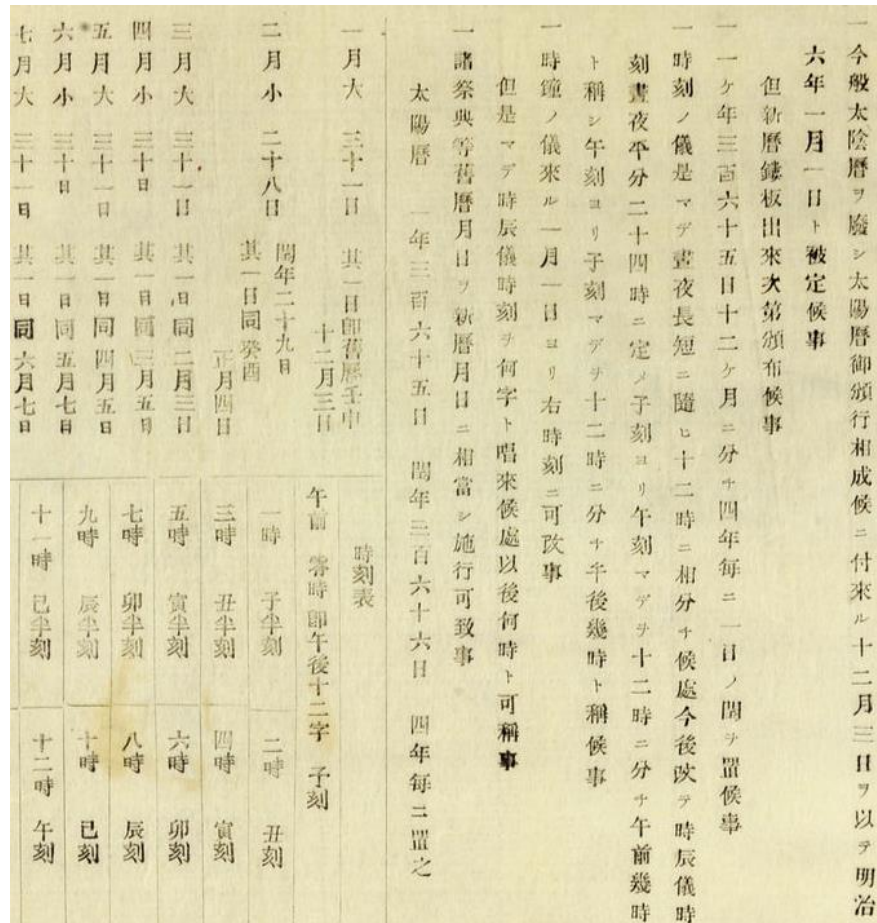 一今般太陰暦ヲ廢シ太陽暦御頒行相成候ニ付來ル十二月三日ヲ以テ明治
六年一月一日ト被定候事
但新暦鏤板出來次第頒布候事
一一ケ年三百六十五日十二ケ月ニ分チ四年毎ニ一日ノ閏ヲ置候事
一時刻ノ儀是マデ晝夜長短ニ隨ヒ十二時ニ相分チ候處今後改テ時辰儀時
刻晝夜平分二十四時ニ定メ子刻ヨリ午刻マデヲ十二時ニ分チ午前幾時
ト稱シ午刻ヨリ子刻マデヲ十二時ニ分チ午後幾時ト稱候事
一時鐘ノ儀來ル一月一日ヨリ右時刻ニ可改事
但是マデ時辰儀時刻ヲ何字ト唱來候處以後何時ト可稱事
一諸祭典等舊暦月日ヲ新暦月日ニ相當シ施行可致事
太陽暦 一年三百六十五日 閏年三百六十六日 四年毎ニ置之
一月大 三十一日 其一日卽舊暦壬申
十二月三日
二月小 二十八日 閏年二十九日
其一日同癸酉
正月四日
三月大 三十一日 其一日同二月三日
四月小 三十日 其一日同三月五日
五月大 三十一日 其一日同四月五日
六月小 三十日 其一日同五月七日
七月大 三十一日 其一日同六月七日
時刻表
午前 零時卽午後十二字 子刻
一時 子半刻 二時 丑刻
三時 丑半刻 四時 寅刻
五時 寅半刻 六時 卯刻
七時 卯半刻 八時 辰刻
九時 辰半刻 十時 巳刻
十一時 巳半刻 十二時 午刻